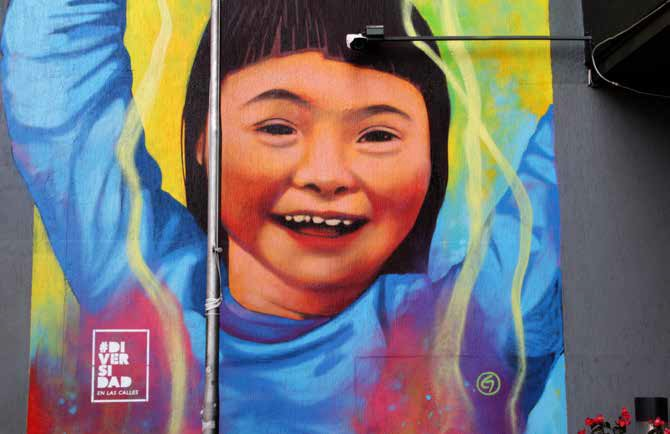 #DI
VER
SI
DAD
EN LAS CALLES